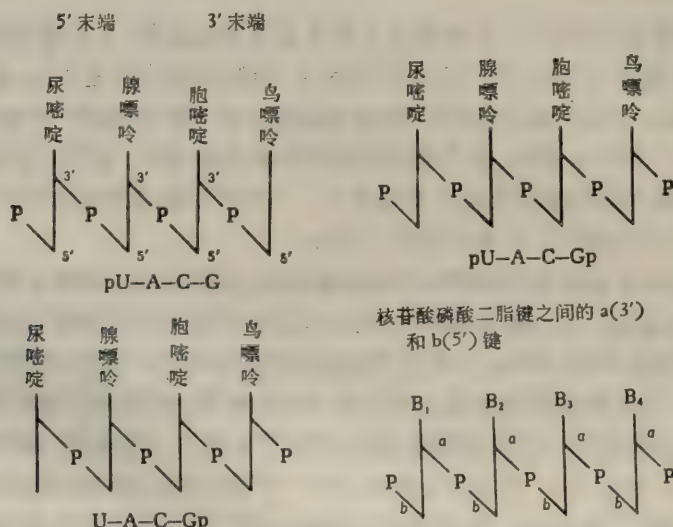 5′ 末端 3′ 末端
尿嘧啶 腺嘌呤 胞嘧啶 鸟嘌呤
3′ 3′ 3′
P P P P
5′ 5′ 5′ 5′
pU–A–C–G
尿嘧啶 腺嘌呤 胞嘧啶 鸟嘌呤
P P P P P
pU–A–C–Gp
尿嘧啶 腺嘌呤 胞嘧啶 鸟嘌呤
P P P P
U–A–C–Gp
核苷酸磷酸二脂键之间的 a(3′)
和 b(5′) 键
B₁ B₂ B₃ B₄
a a a a
P P P P P
b b b b